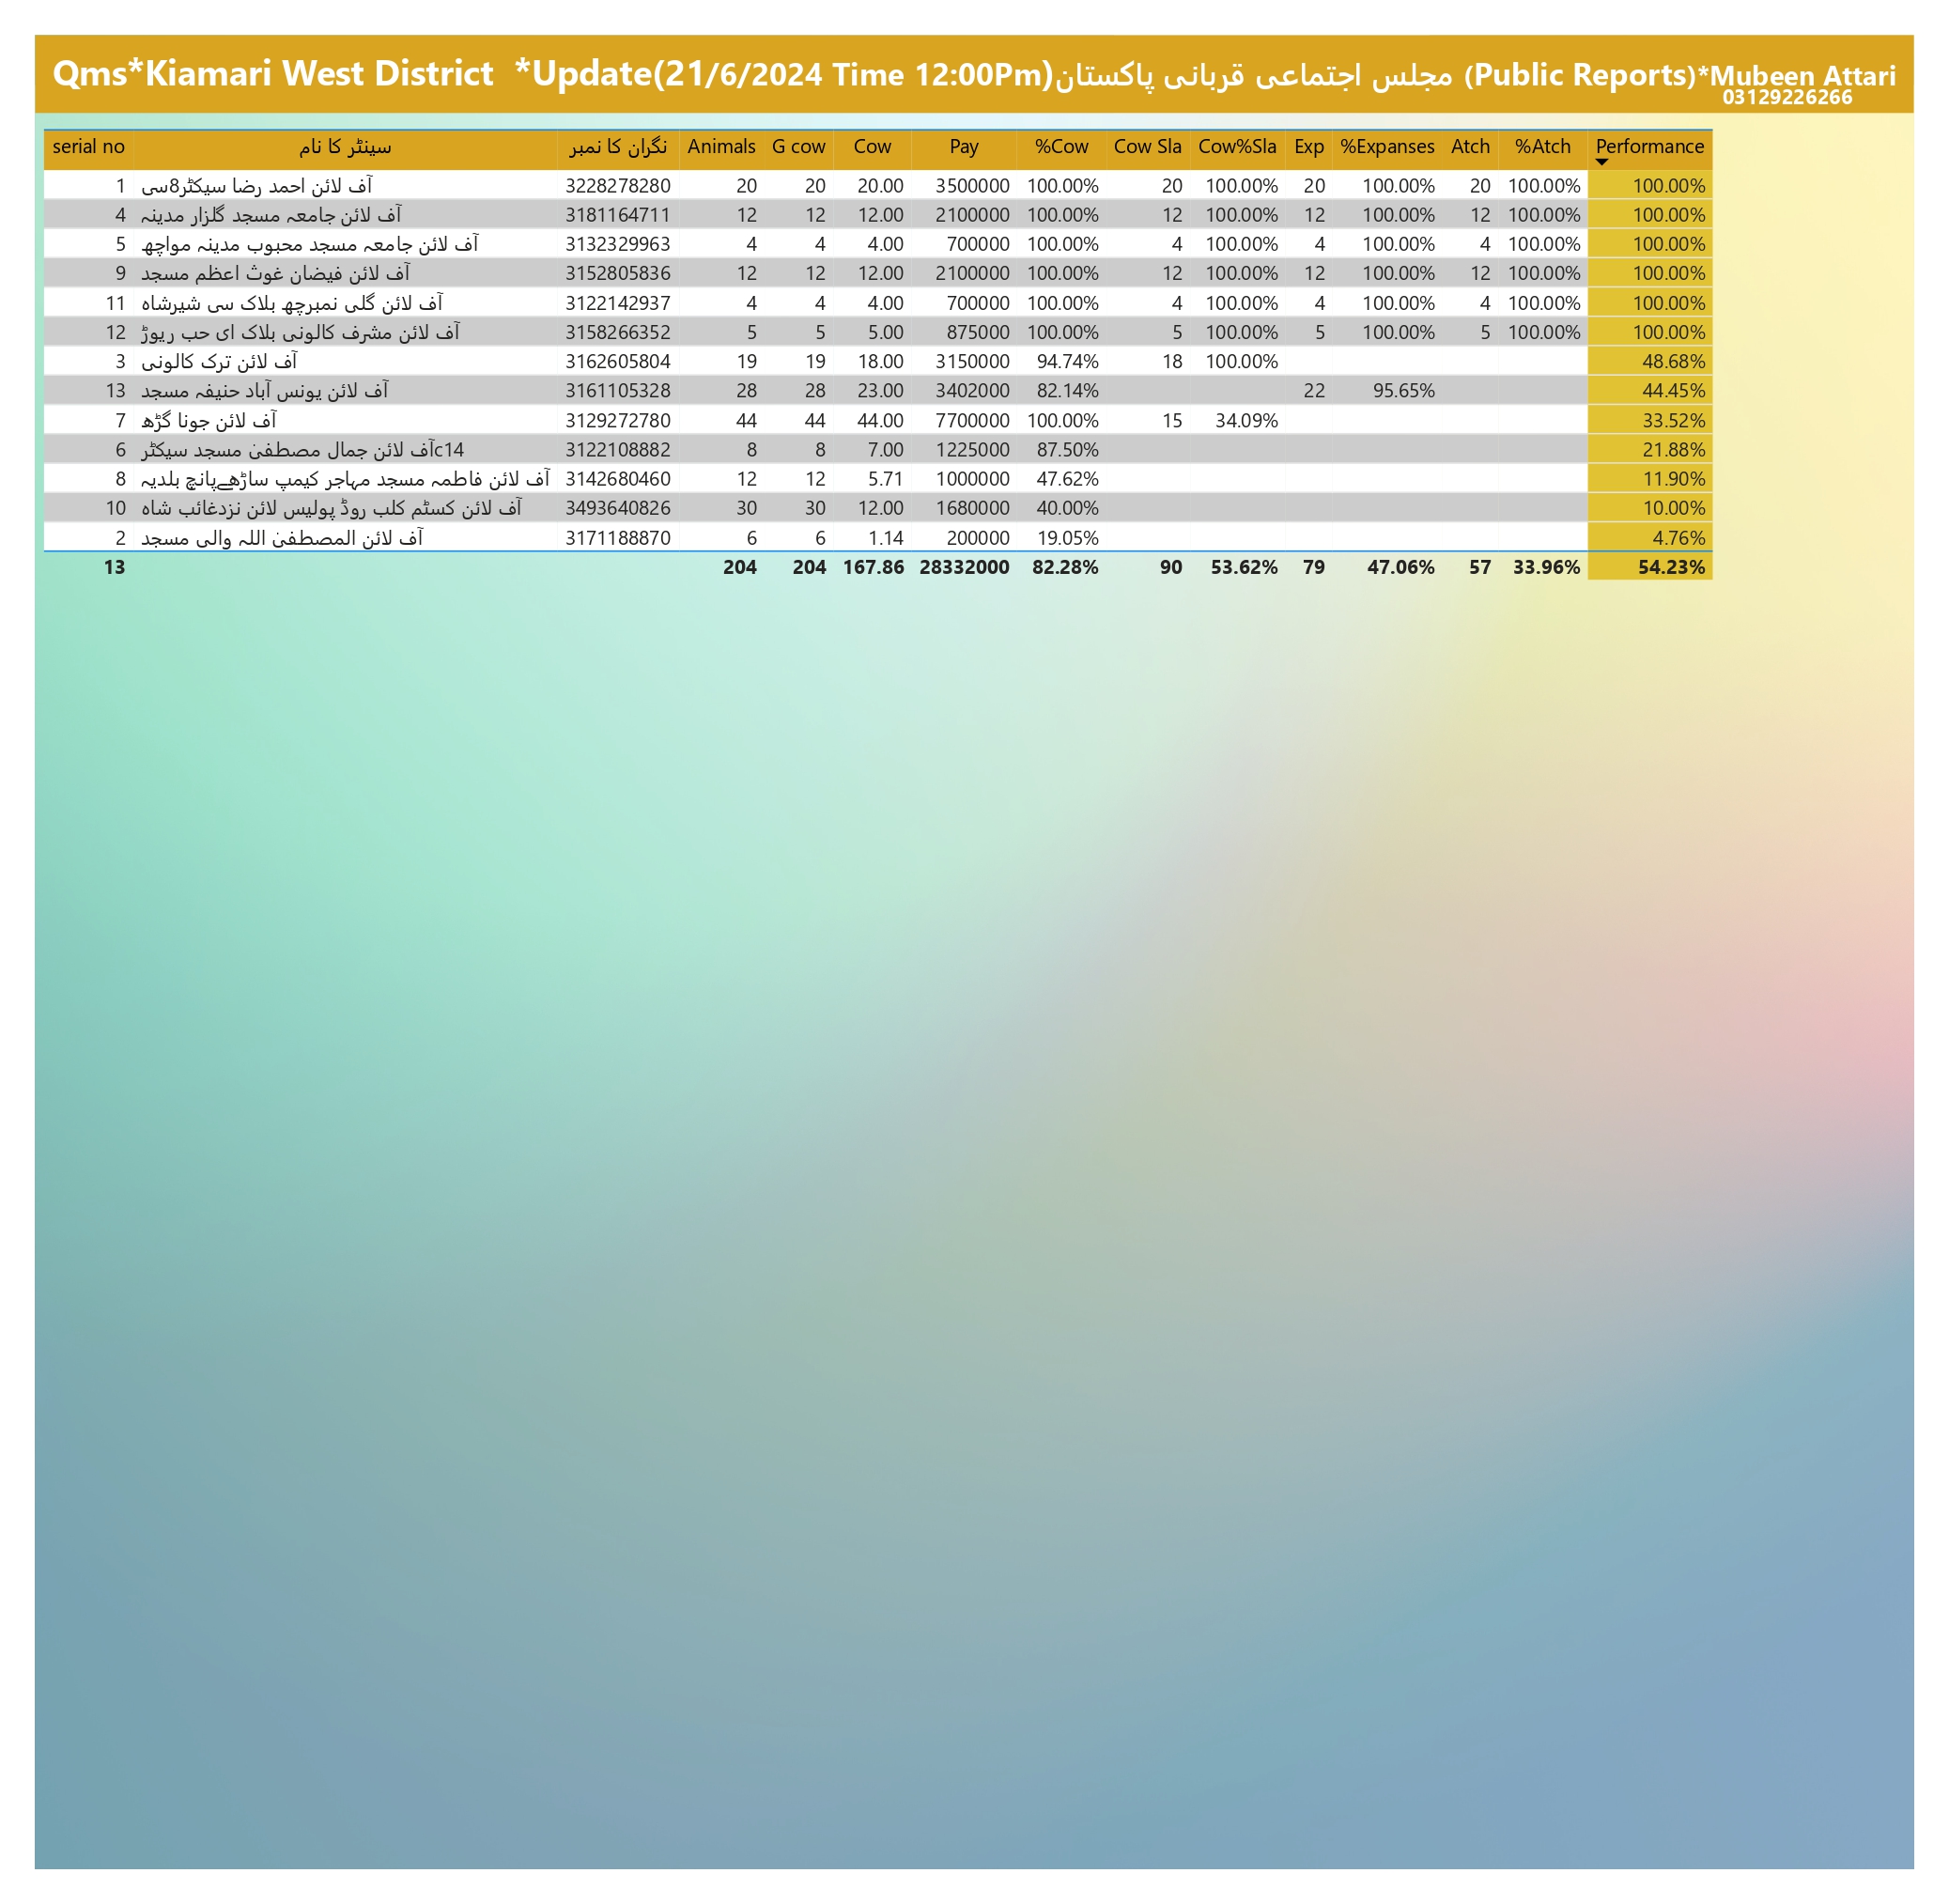 Qms*Kiamari West District *Update(21/6/2024 Time 12:00Pm)مجلس اجتماعی قربانی پاکستان (Public Reports)*Mubeen Attari
03129226266
serial no سینٹر کا نام نگران کا نمبر Animals G cow Cow Pay %Cow Cow Sla Cow%Sla Exp %Expanses Atch %Atch Performance
1 آف لائن احمد رضا سیکٹر8سی 3228278280 20 20 20.00 3500000 100.00% 20 100.00% 20 100.00% 20 100.00% 100.00%
4 آف لائن جامعہ مسجد گلزار مدینہ 3181164711 12 12 12.00 2100000 100.00% 12 100.00% 12 100.00% 12 100.00% 100.00%
5 آف لائن جامعہ مسجد محبوب مدینہ مواچھ 3132329963 4 4 4.00 700000 100.00% 4 100.00% 4 100.00% 4 100.00% 100.00%
9 آف لائن فیضان غوث اعظم مسجد 3152805836 12 12 12.00 2100000 100.00% 12 100.00% 12 100.00% 12 100.00% 100.00%
11 آف لائن گلی نمبرچھ بلاک سی شیرشاہ 3122142937 4 4 4.00 700000 100.00% 4 100.00% 4 100.00% 4 100.00% 100.00%
12 آف لائن مشرف کالونی بلاک ای حب ریوڑ 3158266352 5 5 5.00 875000 100.00% 5 100.00% 5 100.00% 5 100.00% 100.00%
3 آف لائن ترک کالونی 3162605804 19 19 18.00 3150000 94.74% 18 100.00% 48.68%
13 آف لائن یونس آباد حنیفہ مسجد 3161105328 28 28 23.00 3402000 82.14% 22 95.65% 44.45%
7 آف لائن جونا گڑھ 3129272780 44 44 44.00 7700000 100.00% 15 34.09% 33.52%
6 آف لائن جمال مصطفیٰ مسجد سیکٹرc14 3122108882 8 8 7.00 1225000 87.50% 21.88%
8 آف لائن فاطمہ مسجد مہاجر کیمپ ساڑھےپانچ بلدیہ 3142680460 12 12 5.71 1000000 47.62% 11.90%
10 آف لائن کسٹم کلب روڈ پولیس لائن نزدغائب شاہ 3493640826 30 30 12.00 1680000 40.00% 10.00%
2 آف لائن المصطفیٰ اللہ والی مسجد 3171188870 6 6 1.14 200000 19.05% 4.76%
13 204 204 167.86 28332000 82.28% 90 53.62% 79 47.06% 57 33.96% 54.23%